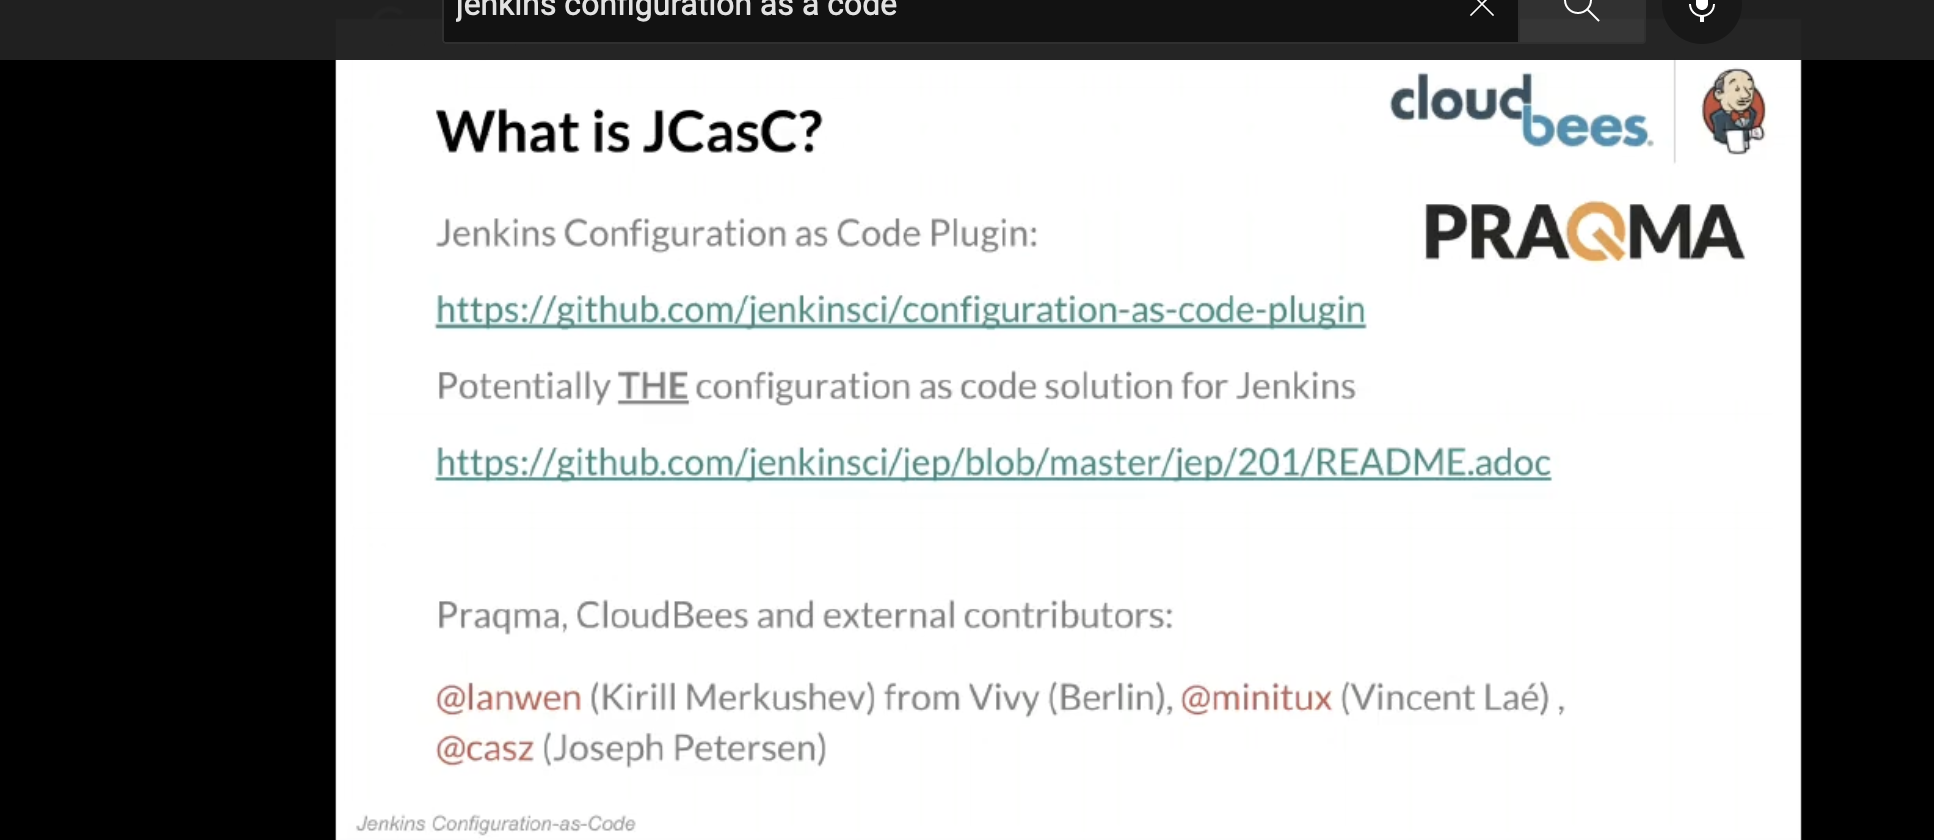 jenkins configuration as a code
What is JCasC?
cloudbees.
PRAQMA
Jenkins Configuration as Code Plugin:
https://github.com/jenkinsci/configuration-as-code-plugin
Potentially THE configuration as code solution for Jenkins
https://github.com/jenkinsci/jep/blob/master/jep/201/README.adoc
Praqma, CloudBees and external contributors:
@lanwen (Kirill Merkushev) from Vivy (Berlin), @minitux (Vincent Laé) ,
@casz (Joseph Petersen)
Jenkins Configuration-as-Code